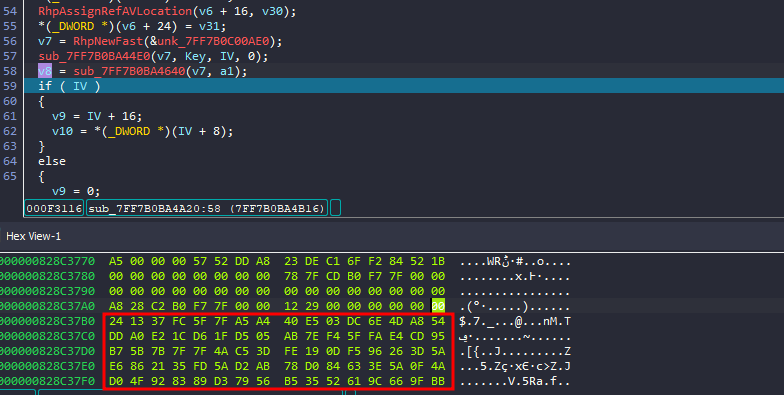 54 RhpAssignRefAVLocation(v6 + 16, v30);
55 *(_DWORD *)(v6 + 24) = v31;
56 v7 = RhpNewFast(&unk_7FF7B0C00AE0);
57 sub_7FF7B0BA44E0(v7, Key, IV, 0);
58 v8 = sub_7FF7B0BA4640(v7, a1);
59 if ( IV )
60 {
61 v9 = IV + 16;
62 v10 = *(_DWORD *)(IV + 8);
63 }
64 else
65 {
v9 = 0;
000F3116 sub_7FF7B0BA4A20:58 (7FF7B0BA4B16)
Hex View-1
000000828C3770 A5 00 00 00 57 52 DD A8 23 DE C1 6F F2 84 52 1B
000000828C3780 00 00 00 00 00 00 00 00 78 7F CD B0 F7 7F 00 00
000000828C3790 00 00 00 00 00 00 00 00 00 00 00 00 00 00 00 00
000000828C37A0 A8 28 C2 B0 F7 7F 00 00 12 29 00 00 00 00 00 00
000000828C37B0 24 13 37 FC 5F 7F A5 A4 40 E5 03 DC 6E 4D A8 54 $.7._...@...nM.T
000000828C37C0 DD A0 E2 1C D6 1F D5 05 AB 7E F4 5F FA E4 CD 95
000000828C37D0 B7 5B 7B 7F 7F 4A C5 3D FE 19 0D F5 96 26 3D 5A
000000828C37E0 E6 86 21 35 FD 5A D2 AB 78 D0 84 63 3E 5A 0F 4A
000000828C37F0 D0 4F 92 83 89 D3 79 56 B5 35 52 61 9C 66 9F BB